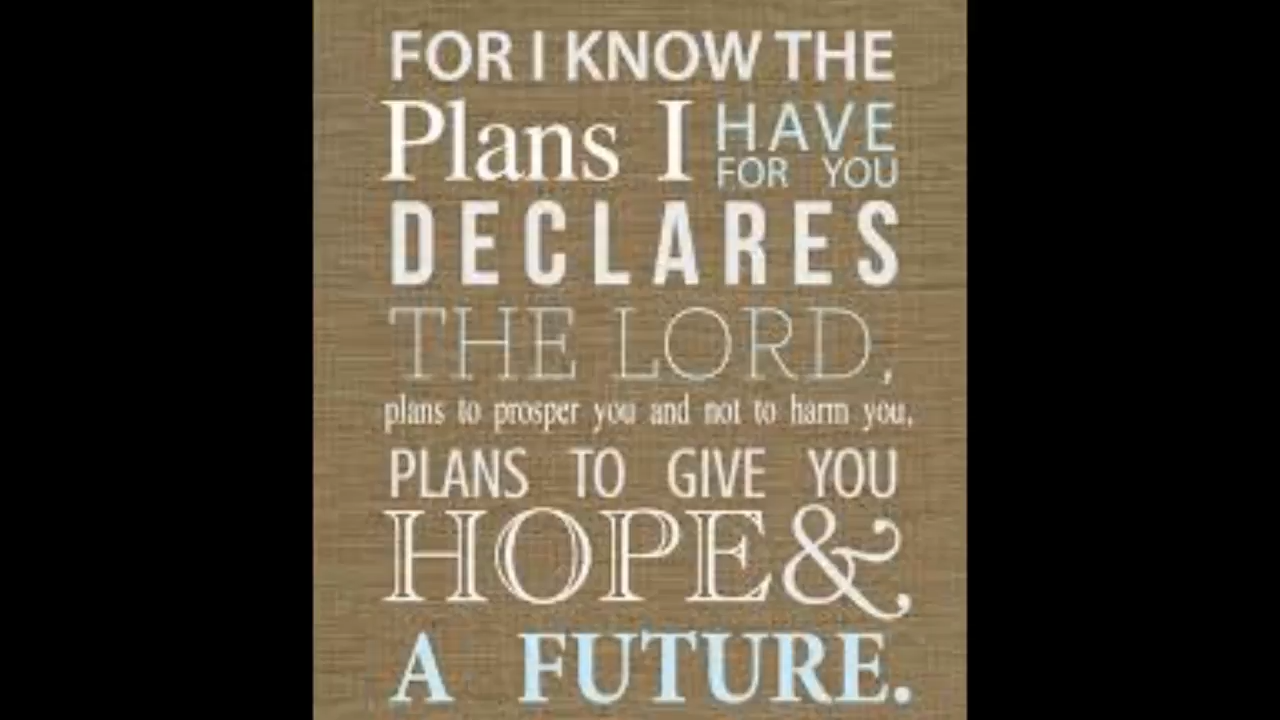 FOR I KNOW THE
Plans I HAVE
FOR YOU
DECLARES
THE LORD,
plans to prosper you and not to harm you,
PLANS TO GIVE YOU
HOPE &
A FUTURE.